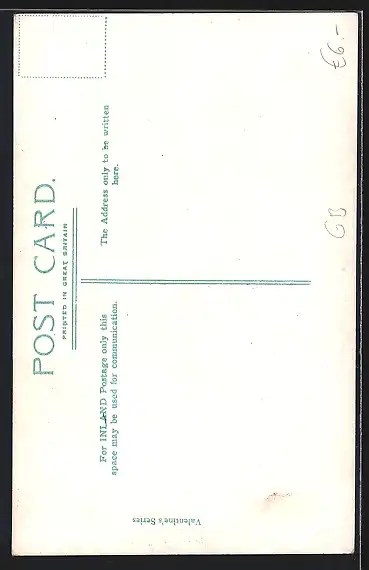 POST CARD.
PRINTED IN GREAT BRITAIN
For INLAND Postage only this
space may be used for communication.
The Address only to be written
here.
Valentine's Series
£6.-
GB